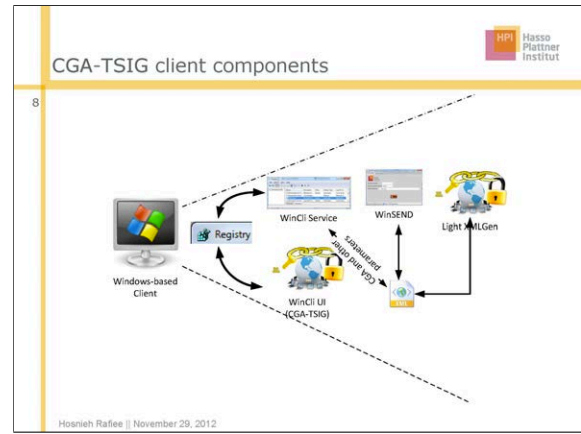 HPI Hasso
Plattner
Institut
CGA-TSIG client components
8
Registry
WinCli Service
WinSEND
Light XMLGen
Windows-based
Client
WinCli UI
(CGA-TSIG)
CGA and other
parameters
XML
Hosnieh Rafiee || November 29, 2012